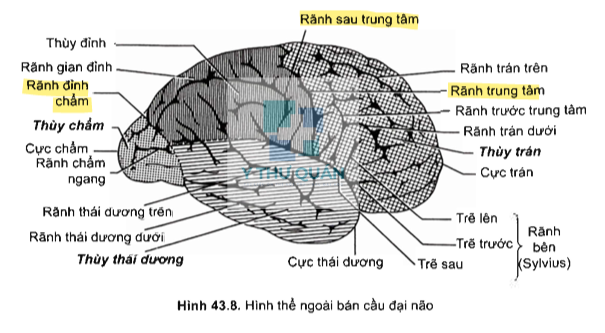 Rãnh sau trung tâm
Thùy đỉnh
Rãnh gian đỉnh
Rãnh đỉnh
chẩm
Thùy chẩm
Cực chẩm
Rãnh chẩm
ngang
Rãnh thái dương trên
Rãnh thái dương dưới
Thùy thái dương
Rãnh trán trên
Rãnh trung tâm
Rãnh trước trung tâm
Rãnh trán dưới
Thùy trán
Cực trán
Trẽ lên
Trẽ trước
Trẽ sau
Rãnh
bên
(Sylvius)
Cực thái dương
Y THƯ QUÁN
Hình 43.8. Hình thể ngoài bán cầu đại não